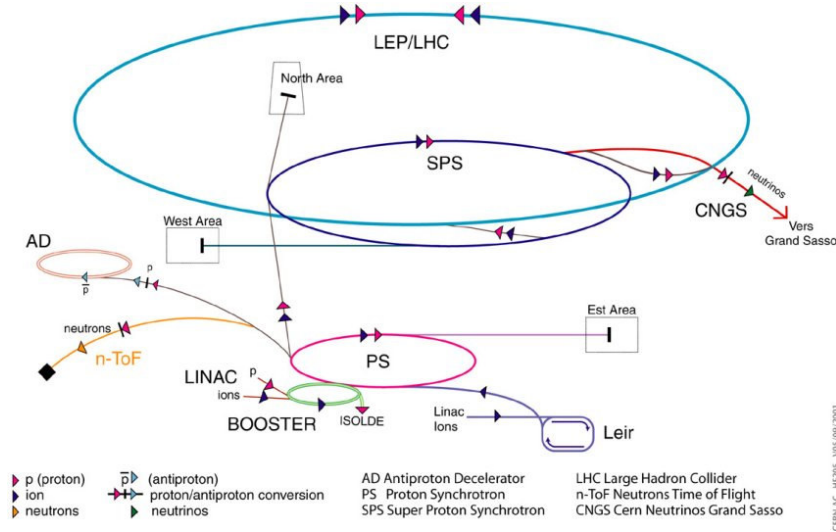 LEP/LHC
North Area
SPS
neutrinos
CNGS
Vers
Grand Sasso
West Area
AD
p
p
neutrons
n-ToF
Est Area
PS
LINAC
p
ions
BOOSTER
ISOLDE
Linac
Ions
Leir
p (proton)
ion
neutrons
p (antiproton)
proton/antiproton conversion
neutrinos
AD Antiproton Decelerator
PS Proton Synchrotron
SPS Super Proton Synchrotron
LHC Large Hadron Collider
n-ToF Neutrons Time of Flight
CNGS Cern Neutrinos Grand Sasso